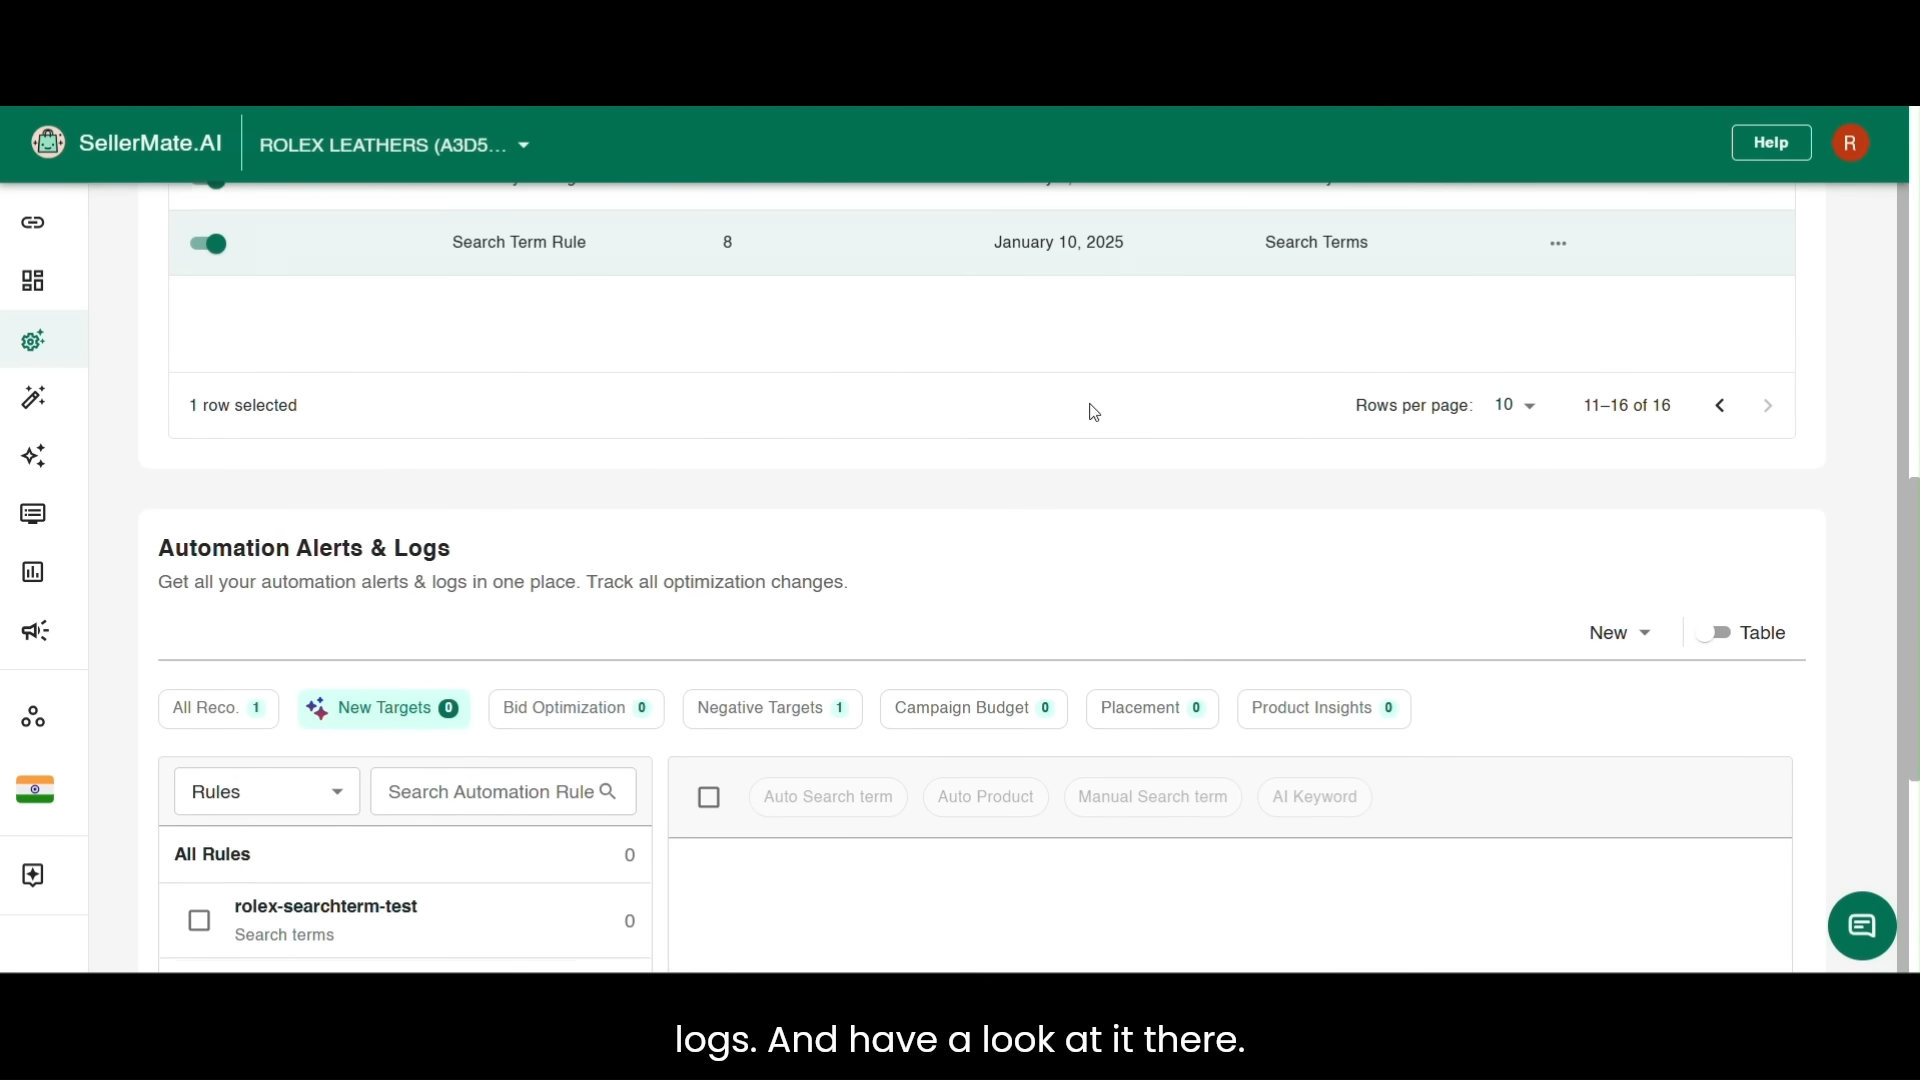 SellerMate.AI
ROLEX LEATHERS (A3D5...
Help
R
Search Term Rule 8 January 10, 2025 Search Terms ...
1 row selected
Rows per page: 10 11–16 of 16
Automation Alerts & Logs
Get all your automation alerts & logs in one place. Track all optimization changes.
New Table
All Reco. 1 New Targets 0 Bid Optimization 0 Negative Targets 1 Campaign Budget 0 Placement 0 Product Insights 0
Rules Search Automation Rule
Auto Search term Auto Product Manual Search term AI Keyword
All Rules 0
rolex-searchterm-test 0
Search terms
logs. And have a look at it there.